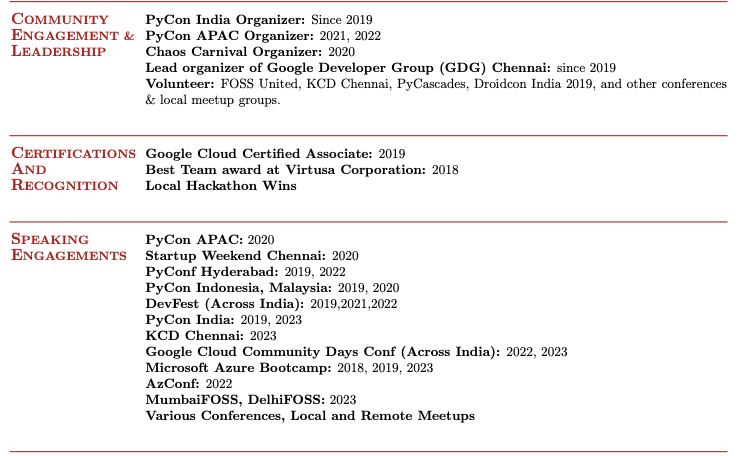 COMMUNITY ENGAGEMENT & LEADERSHIP
PyCon India Organizer: Since 2019
PyCon APAC Organizer: 2021, 2022
Chaos Carnival Organizer: 2020
Lead organizer of Google Developer Group (GDG) Chennai: since 2019
Volunteer: FOSS United, KCD Chennai, PyCascades, Droidcon India 2019, and other conferences
& local meetup groups.
CERTIFICATIONS AND RECOGNITION
Google Cloud Certified Associate: 2019
Best Team award at Virtusa Corporation: 2018
Local Hackathon Wins
SPEAKING ENGAGEMENTS
PyCon APAC: 2020
Startup Weekend Chennai: 2020
PyConf Hyderabad: 2019, 2022
PyCon Indonesia, Malaysia: 2019, 2020
DevFest (Across India): 2019,2021,2022
PyCon India: 2019, 2023
KCD Chennai: 2023
Google Cloud Community Days Conf (Across India): 2022, 2023
Microsoft Azure Bootcamp: 2018, 2019, 2023
AzConf: 2022
MumbaiFOSS, DelhiFOSS: 2023
Various Conferences, Local and Remote Meetups